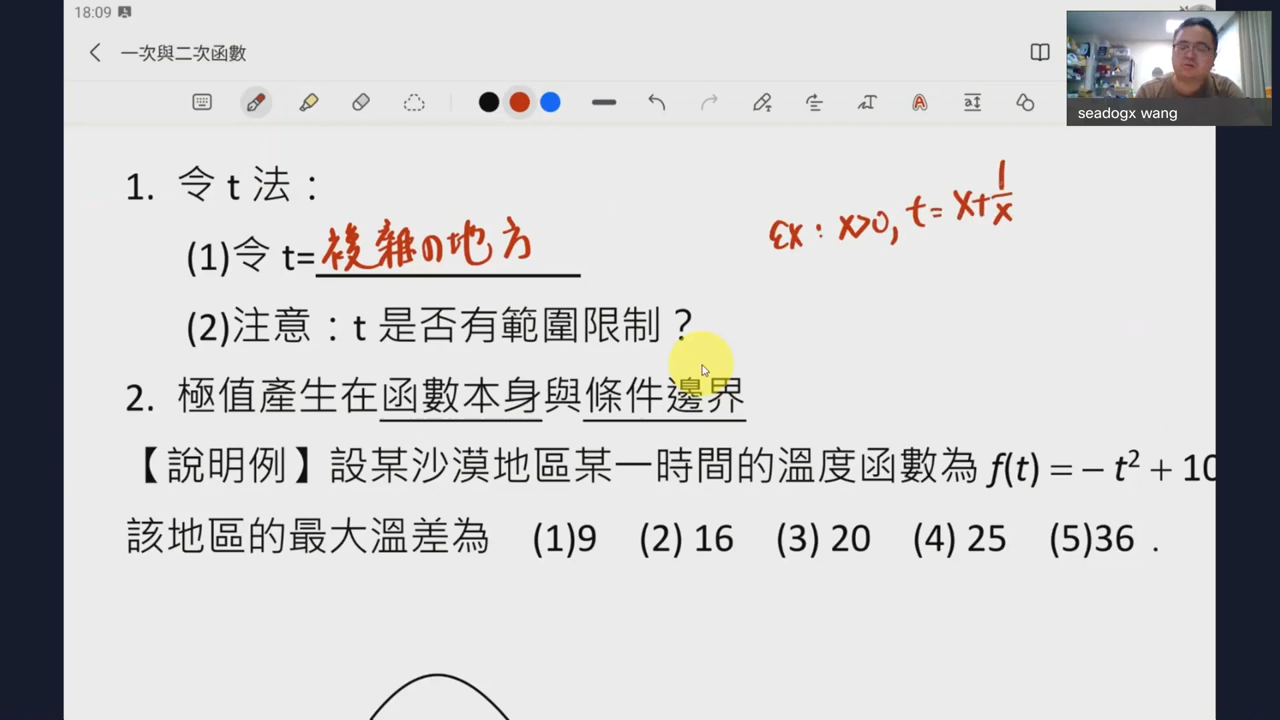 18:09
一次與二次函數
seadogx wang
1. 令 t 法：
Ex : x>0, t= x+1/x
(1)令 t=複雜の地方
(2)注意：t 是否有範圍限制？
2. 極值產生在函數本身與條件邊界
【說明例】設某沙漠地區某一時間的溫度函數為 f(t) = − t² + 10
該地區的最大溫差為 (1)9 (2) 16 (3) 20 (4) 25 (5)36 .